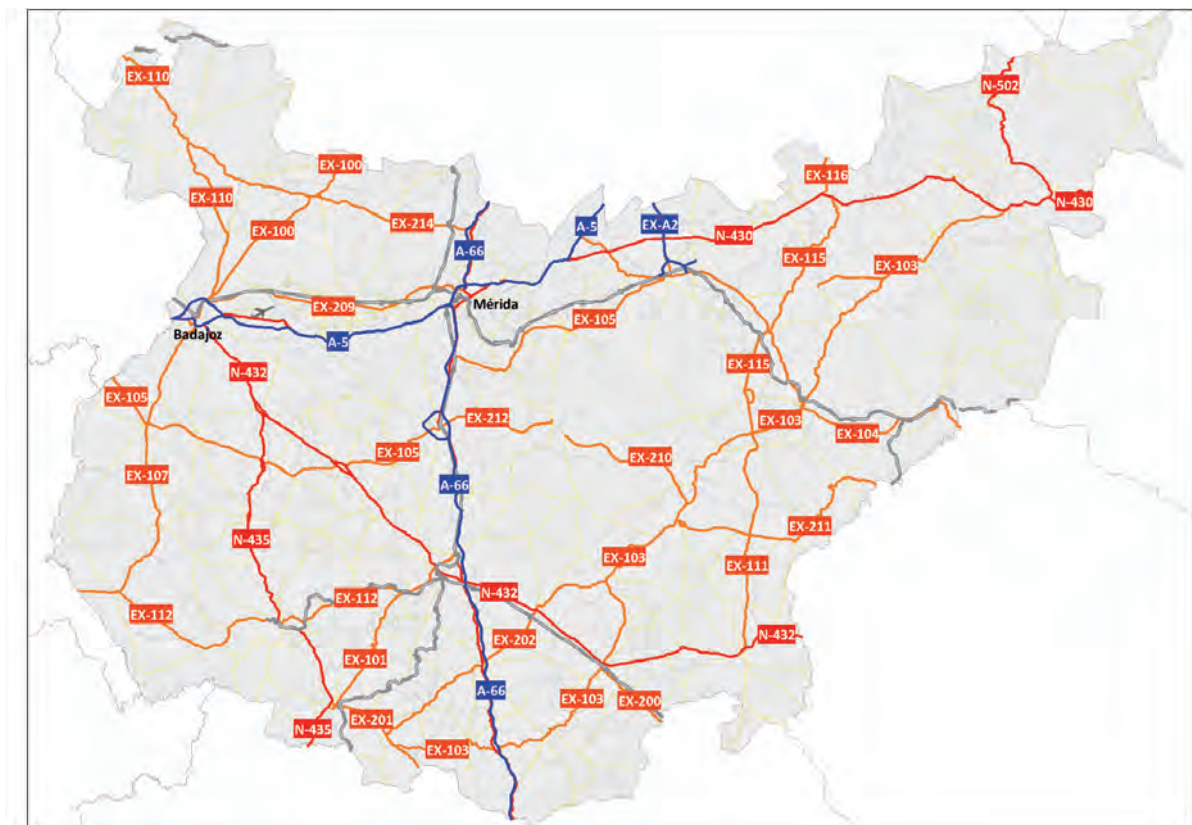 EX-110
N-502
EX-100
EX-116
EX-110
N-430
EX-214
EX-100
A-5
EX-A2
N-430
A-66
EX-115
EX-103
Mérida
EX-209
EX-105
Badajoz
A-5
EX-115
N-432
EX-105
EX-212
EX-103
EX-104
EX-105
EX-210
EX-107
A-66
EX-211
N-435
EX-103
EX-111
N-432
EX-112
EX-112
N-432
EX-202
EX-101
A-66
EX-103
EX-200
EX-201
N-435
EX-103